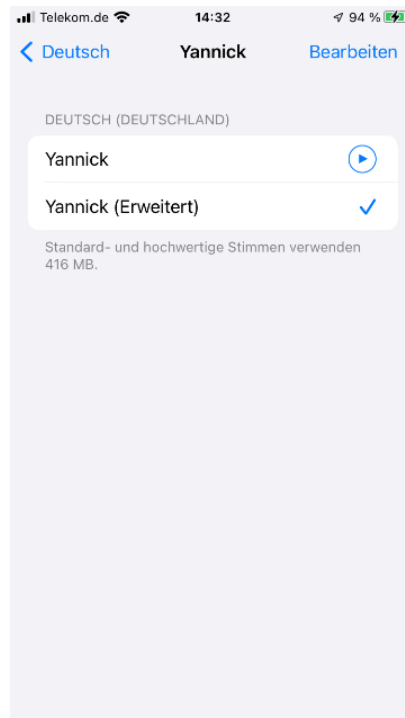 Telekom.de 14:32 94 %
Deutsch Yannick Bearbeiten
DEUTSCH (DEUTSCHLAND)
Yannick
Yannick (Erweitert)
Standard- und hochwertige Stimmen verwenden
416 MB.